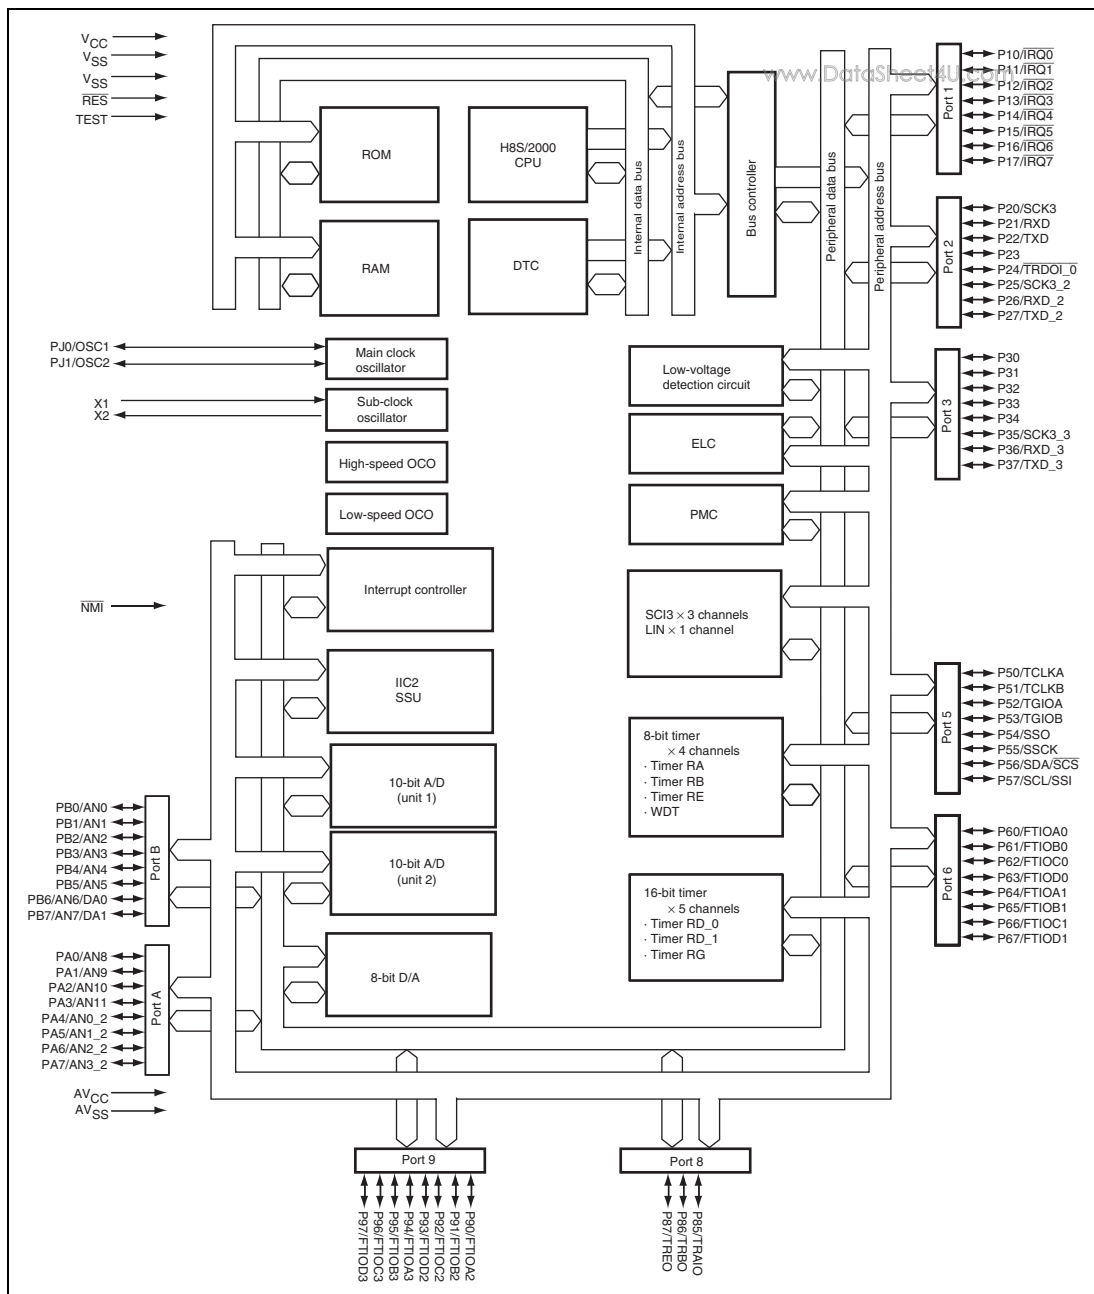 VCC
VSS
VSS
RES
TEST
ROM
RAM
H8S/2000
CPU
DTC
Internal data bus
Internal address bus
Bus controller
Peripheral data bus
Peripheral address bus
www.DataSheet4U.com
Port 1
P10/IRQ0
P11/IRQ1
P12/IRQ2
P13/IRQ3
P14/IRQ4
P15/IRQ5
P16/IRQ6
P17/IRQ7
Port 2
P20/SCK3
P21/RXD
P22/TXD
P23
P24/TRDOI_0
P25/SCK3_2
P26/RXD_2
P27/TXD_2
PJ0/OSC1
PJ1/OSC2
X1
X2
Main clock
oscillator
Sub-clock
oscillator
High-speed OCO
Low-speed OCO
Low-voltage
detection circuit
ELC
PMC
Port 3
P30
P31
P32
P33
P34
P35/SCK3_3
P36/RXD_3
P37/TXD_3
NMI
Interrupt controller
IIC2
SSU
10-bit A/D
(unit 1)
10-bit A/D
(unit 2)
8-bit D/A
SCI3 × 3 channels
LIN × 1 channel
8-bit timer
× 4 channels
· Timer RA
· Timer RB
· Timer RE
· WDT
16-bit timer
× 5 channels
· Timer RD_0
· Timer RD_1
· Timer RG
Port 5
P50/TCLKA
P51/TCLKB
P52/TGIOA
P53/TGIOB
P54/SSO
P55/SSCK
P56/SDA/SCS
P57/SCL/SSI
Port 6
P60/FTIOA0
P61/FTIOB0
P62/FTIOC0
P63/FTIOD0
P64/FTIOA1
P65/FTIOB1
P66/FTIOC1
P67/FTIOD1
PB0/AN0
PB1/AN1
PB2/AN2
PB3/AN3
PB4/AN4
PB5/AN5
PB6/AN6/DA0
PB7/AN7/DA1
Port B
PA0/AN8
PA1/AN9
PA2/AN10
PA3/AN11
PA4/AN0_2
PA5/AN1_2
PA6/AN2_2
PA7/AN3_2
Port A
AVCC
AVSS
Port 9
P97/FTIOD3
P96/FTIOC3
P95/FTIOB3
P94/FTIOA3
P93/FTIOD2
P92/FTIOC2
P91/FTIOB2
P90/FTIOA2
Port 8
P87/TREO
P86/TRBO
P85/TRAIO